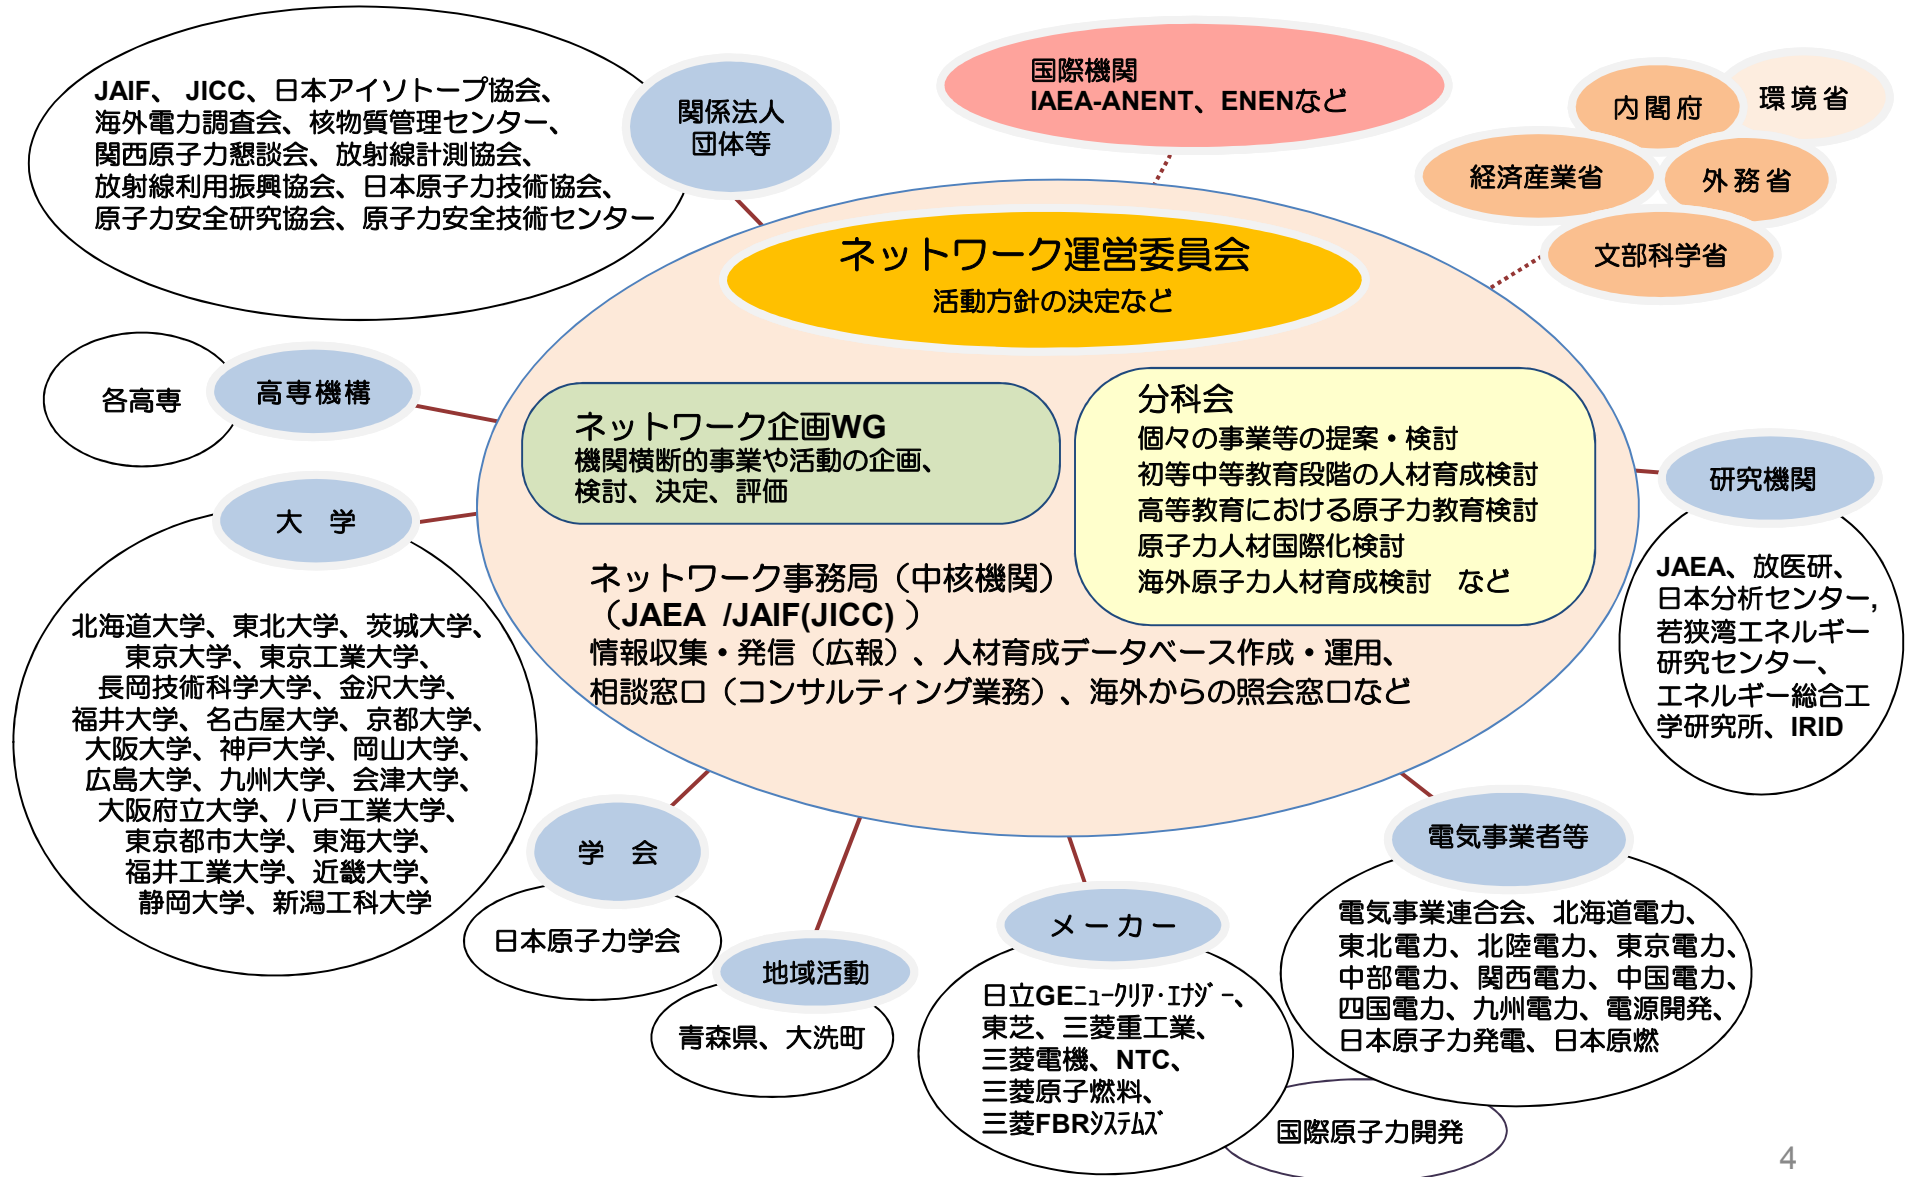 JAIF、 JICC、日本アイソトープ協会、
海外電力調査会、核物質管理センター、
関西原子力懇談会、放射線計測協会、
放射線利用振興協会、日本原子力技術協会、
原子力安全研究協会、原子力安全技術センター
関係法人
団体等
国際機関
IAEA-ANENT、ENENなど
内閣府
環境省
経済産業省
外務省
文部科学省
ネットワーク運営委員会
活動方針の決定など
各高専
高専機構
ネットワーク企画WG
機関横断的事業や活動の企画、
検討、決定、評価
分科会
個々の事業等の提案・検討
初等中等教育段階の人材育成検討
高等教育における原子力教育検討
原子力人材国際化検討
海外原子力人材育成検討　など
ネットワーク事務局（中核機関）
（JAEA /JAIF(JICC) ）
情報収集・発信（広報）、人材育成データベース作成・運用、
相談窓口（コンサルティング業務）、海外からの照会窓口など
大　学
北海道大学、東北大学、茨城大学、
東京大学、東京工業大学、
長岡技術科学大学、金沢大学、
福井大学、名古屋大学、京都大学、
大阪大学、神戸大学、岡山大学、
広島大学、九州大学、会津大学、
大阪府立大学、八戸工業大学、
東京都市大学、東海大学、
福井工業大学、近畿大学、
静岡大学、新潟工科大学
研究機関
JAEA、放医研、
日本分析センター,
若狭湾エネルギー
研究センター、
エネルギー総合工
学研究所、IRID
学　会
日本原子力学会
地域活動
青森県、大洗町
メーカー
日立GEﾆｭｰｸﾘｱ･ｴﾅｼﾞｰ、
東芝、三菱重工業、
三菱電機、NTC、
三菱原子燃料、
三菱FBRｼｽﾃﾑｽﾞ
電気事業者等
電気事業連合会、北海道電力、
東北電力、北陸電力、東京電力、
中部電力、関西電力、中国電力、
四国電力、九州電力、電源開発、
日本原子力発電、日本原燃
国際原子力開発
4